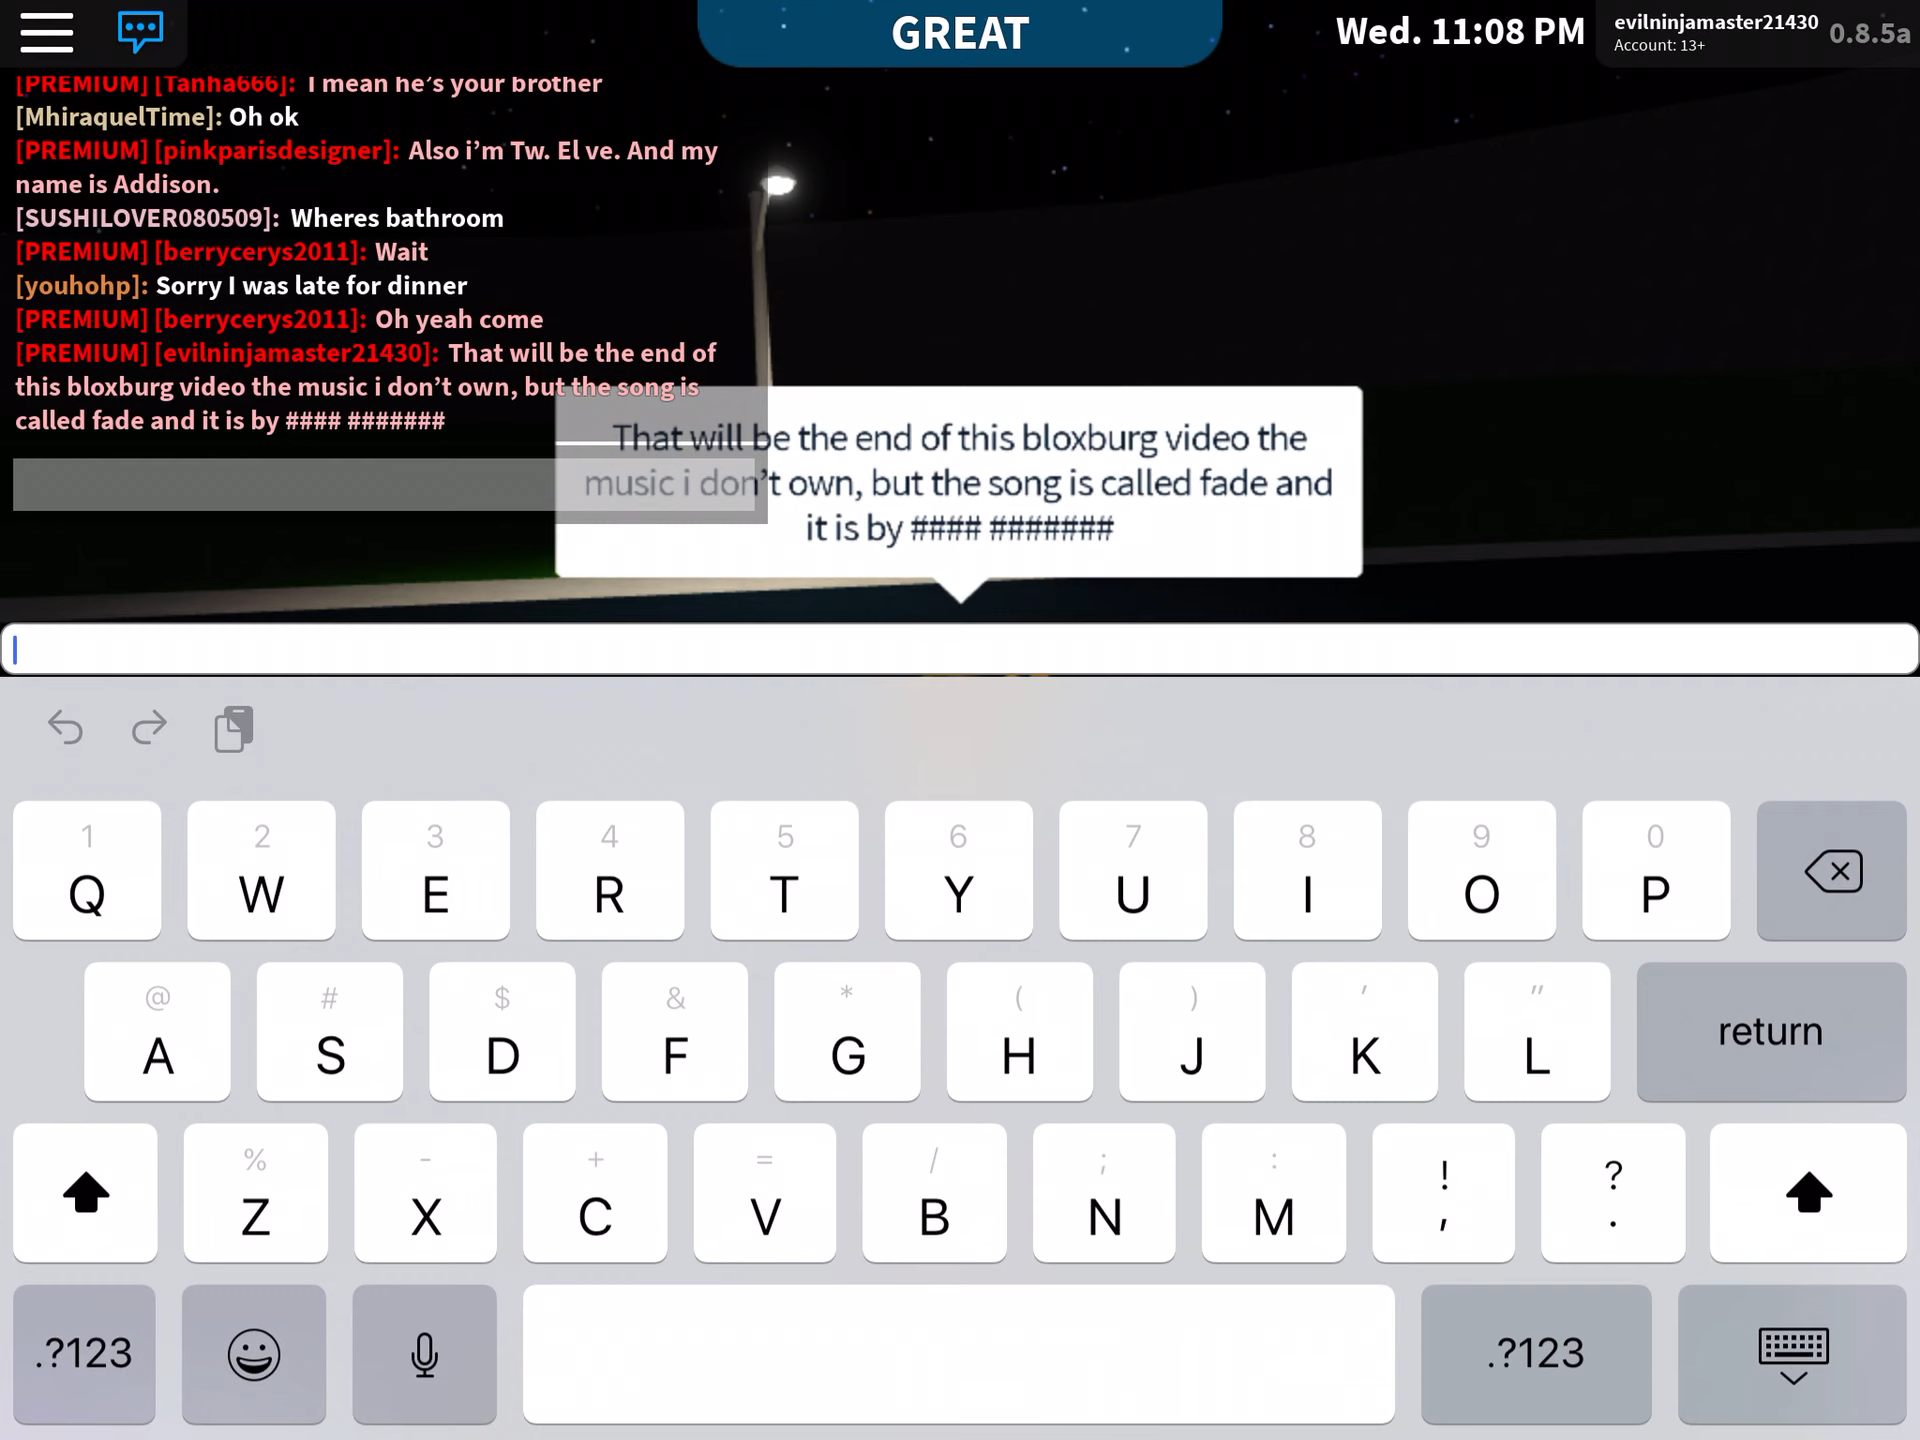 GREAT
Wed. 11:08 PM
evilninjamaster21430
Account: 13+
0.8.5a
[PREMIUM] [Tanha666]: I mean he’s your brother
[MhiraquelTime]: Oh ok
[PREMIUM] [pinkparisdesigner]: Also i’m Tw. El ve. And my
name is Addison.
[SUSHILOVER080509]: Wheres bathroom
[PREMIUM] [berrycerys2011]: Wait
[youhohp]: Sorry I was late for dinner
[PREMIUM] [berrycerys2011]: Oh yeah come
[PREMIUM] [evilninjamaster21430]: That will be the end of
this bloxburg video the music i don’t own, but the song is
called fade and it is by #### #######
That will be the end of this bloxburg video the
music i don’t own, but the song is called fade and
it is by #### #######
1 2 3 4 5 6 7 8 9 0
Q W E R T Y U I O P
@ # $ & * ( ) ' "
A S D F G H J K L return
% - + = / ; : ! ?
Z X C V B N M , .
.?123 .?123